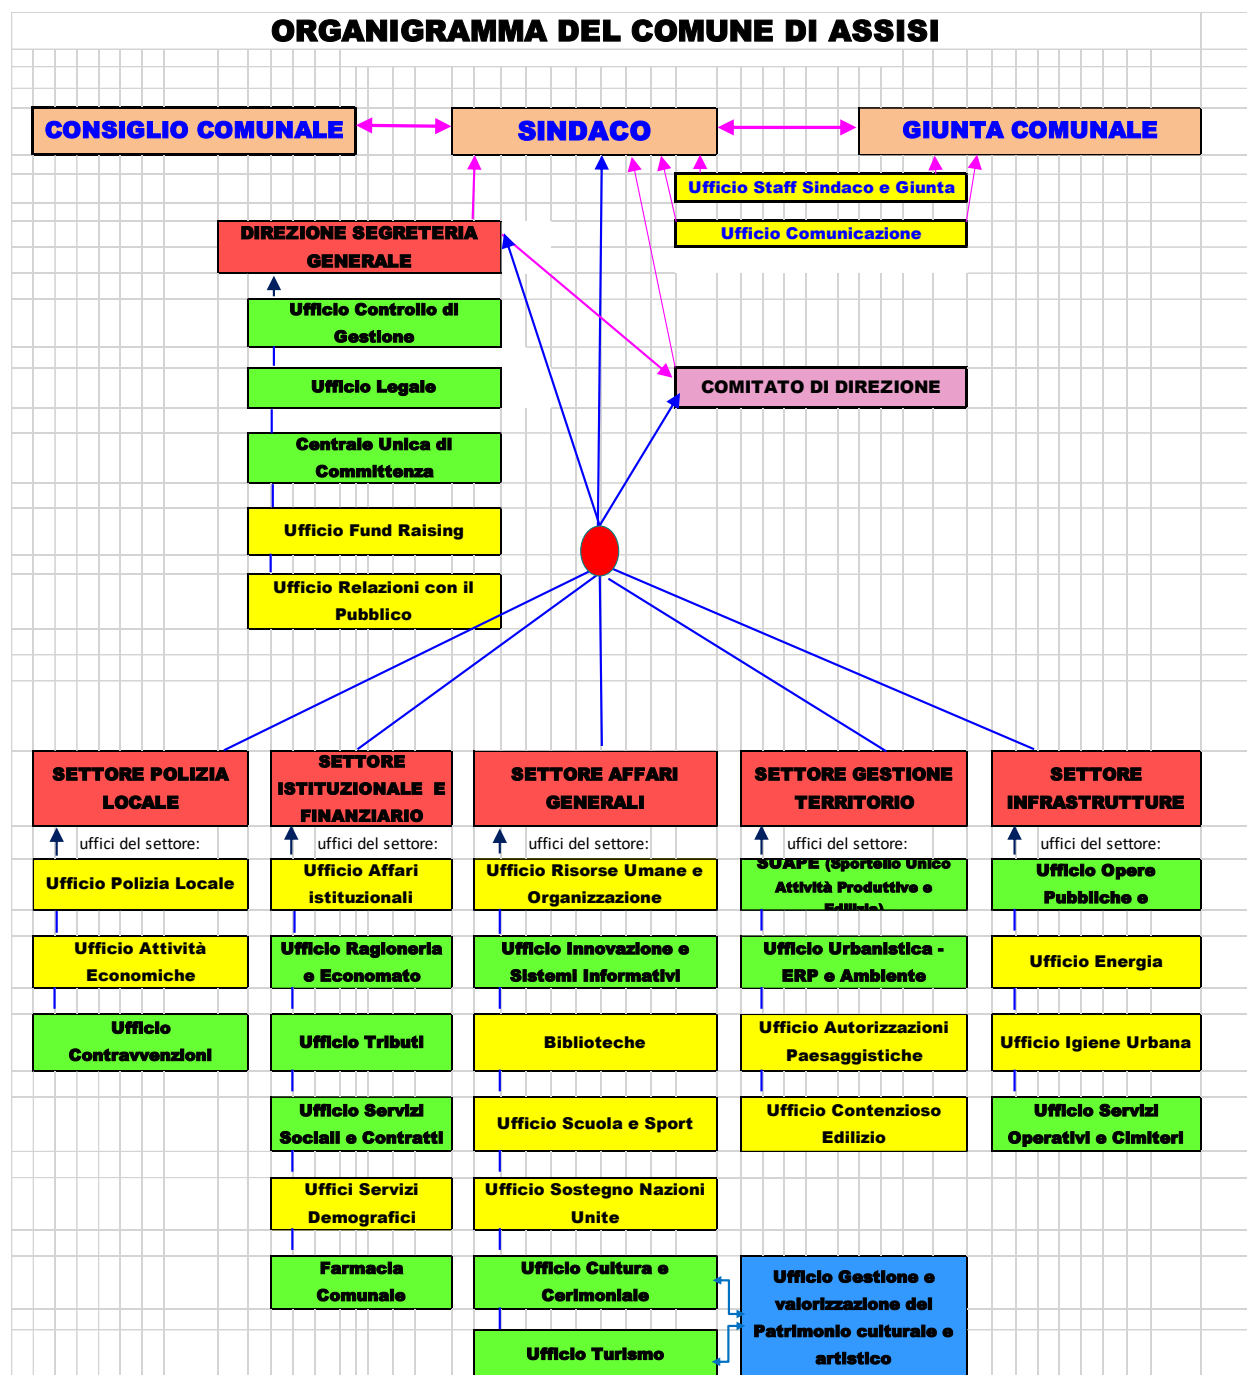 ORGANIGRAMMA DEL COMUNE DI ASSISI
CONSIGLIO COMUNALE
SINDACO
GIUNTA COMUNALE
Ufficio Staff Sindaco e Giunta
Ufficio Comunicazione
DIREZIONE SEGRETERIA
GENERALE
Ufficio Controllo di
Gestione
Ufficio Legale
COMITATO DI DIREZIONE
Centrale Unica di
Committenza
Ufficio Fund Raising
Ufficio Relazioni con il
Pubblico
SETTORE POLIZIA
LOCALE
uffici del settore:
Ufficio Polizia Locale
Ufficio Attività
Economiche
Ufficio
Contravvenzioni
SETTORE
ISTITUZIONALE E
FINANZIARIO
uffici del settore:
Ufficio Affari
istituzionali
Ufficio Ragioneria
e Economato
Ufficio Tributi
Ufficio Servizi
Sociali e Contratti
Uffici Servizi
Demografici
Farmacia
Comunale
SETTORE AFFARI
GENERALI
uffici del settore:
Ufficio Risorse Umane e
Organizzazione
Ufficio Innovazione e
Sistemi Informativi
Biblioteche
Ufficio Scuola e Sport
Ufficio Sostegno Nazioni
Unite
Ufficio Cultura e
Cerimoniale
Ufficio Turismo
SETTORE GESTIONE
TERRITORIO
uffici del settore:
SUAPE (Sportello Unico
Attività Produttive e
Edilizia)
Ufficio Urbanistica -
ERP e Ambiente
Ufficio Autorizzazioni
Paesaggistiche
Ufficio Contenzioso
Edilizio
Ufficio Gestione e
valorizzazione del
Patrimonio culturale e
artistico
SETTORE
INFRASTRUTTURE
uffici del settore:
Ufficio Opere
Pubbliche e
Ufficio Energia
Ufficio Igiene Urbana
Ufficio Servizi
Operativi e Cimiteri